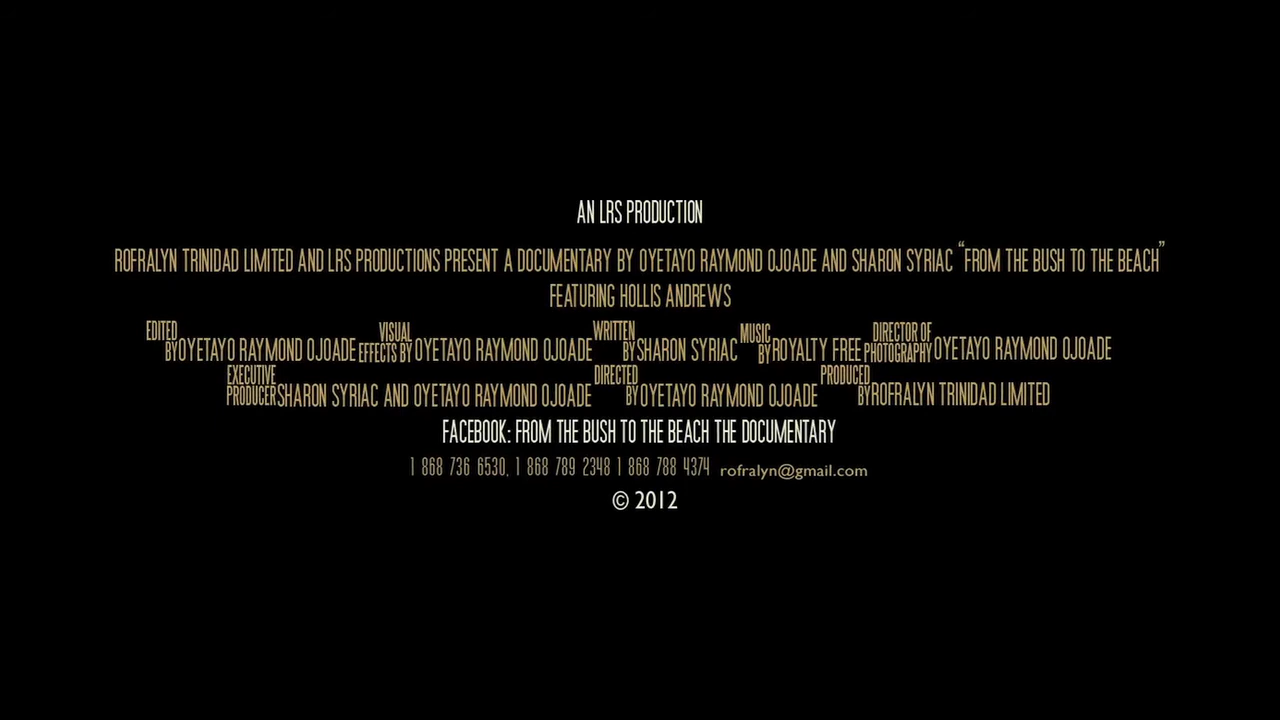 AN LRS PRODUCTION
ROFRALYN TRINIDAD LIMITED AND LRS PRODUCTIONS PRESENT A DOCUMENTARY BY OYETAYO RAYMOND OJOADE AND SHARON SYRIAC “FROM THE BUSH TO THE BEACH”
FEATURING HOLLIS ANDREWS
EDITED BY OYETAYO RAYMOND OJOADE VISUAL EFFECTS BY OYETAYO RAYMOND OJOADE WRITTEN BY SHARON SYRIAC MUSIC BY ROYALTY FREE DIRECTOR OF PHOTOGRAPHY OYETAYO RAYMOND OJOADE
EXECUTIVE PRODUCER SHARON SYRIAC AND OYETAYO RAYMOND OJOADE DIRECTED BY OYETAYO RAYMOND OJOADE PRODUCED BY ROFRALYN TRINIDAD LIMITED
FACEBOOK: FROM THE BUSH TO THE BEACH THE DOCUMENTARY
1 868 736 6530, 1 868 789 2348 1 868 788 4374 rofralyn@gmail.com
© 2012